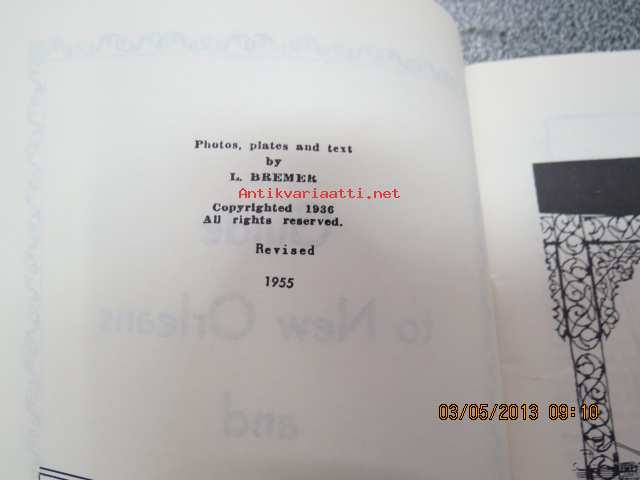 Photos, plates and text
by
L. BREMER
Antikvariaatti.net
Copyrighted 1936
All rights reserved.
Revised
1955
Guide
to New Orleans
and
03/05/2013 09:10